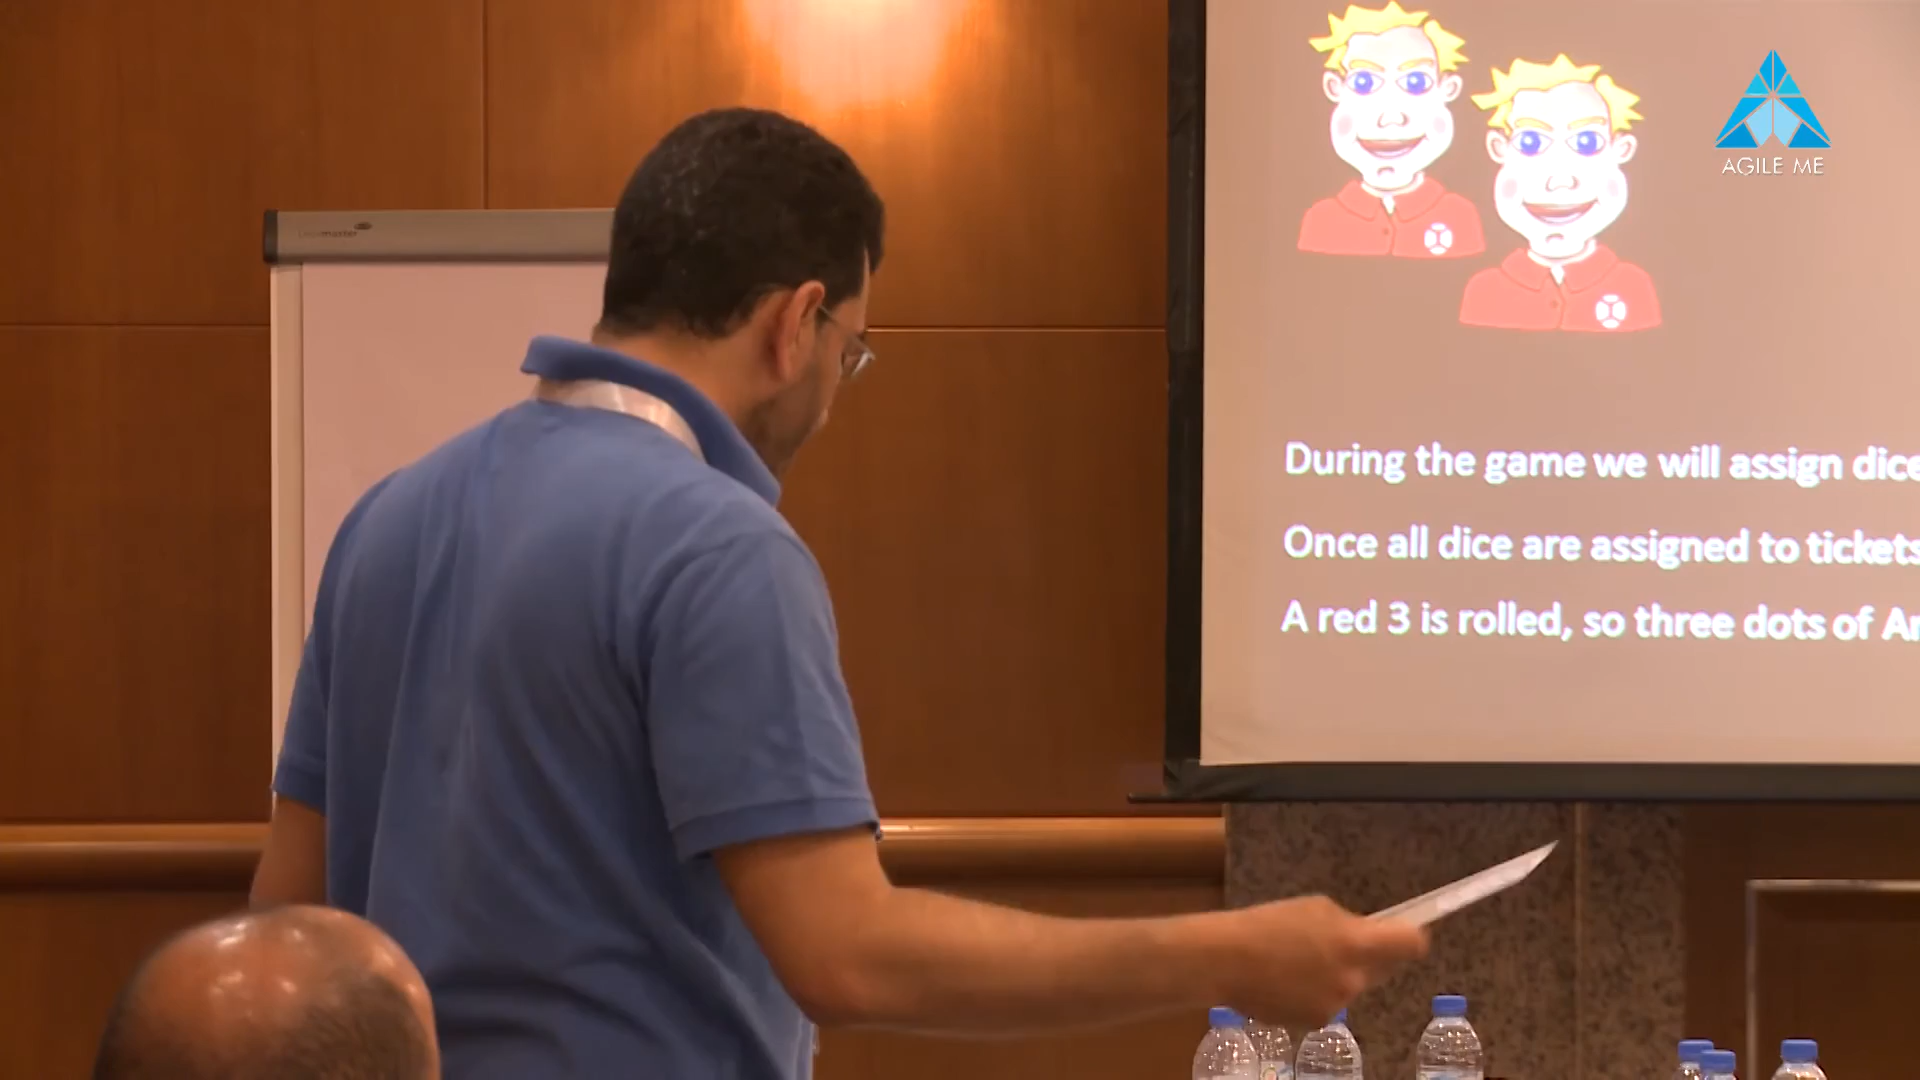 AGILE ME
During the game we will assign dice
Once all dice are assigned to tickets
A red 3 is rolled, so three dots of